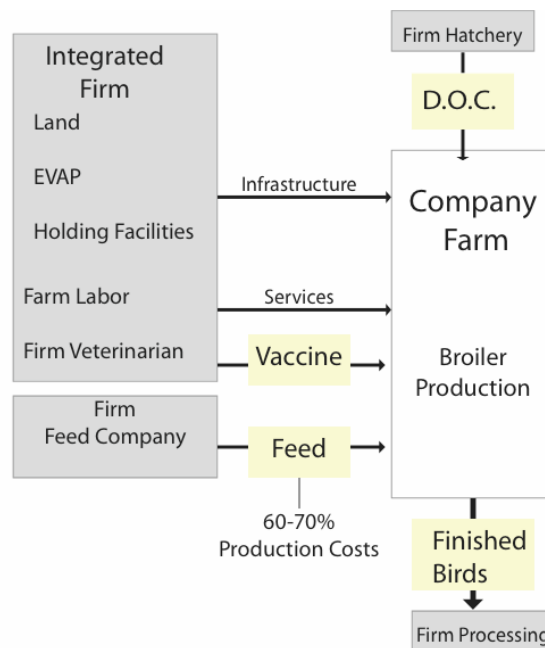 Integrated
Firm
Land
EVAP
Holding Facilities
Farm Labor
Firm Veterinarian
Firm
Feed Company
Infrastructure
Services
Vaccine
Feed
60-70%
Production Costs
Firm Hatchery
D.O.C.
Company
Farm
Broiler
Production
Finished
Birds
Firm Processing